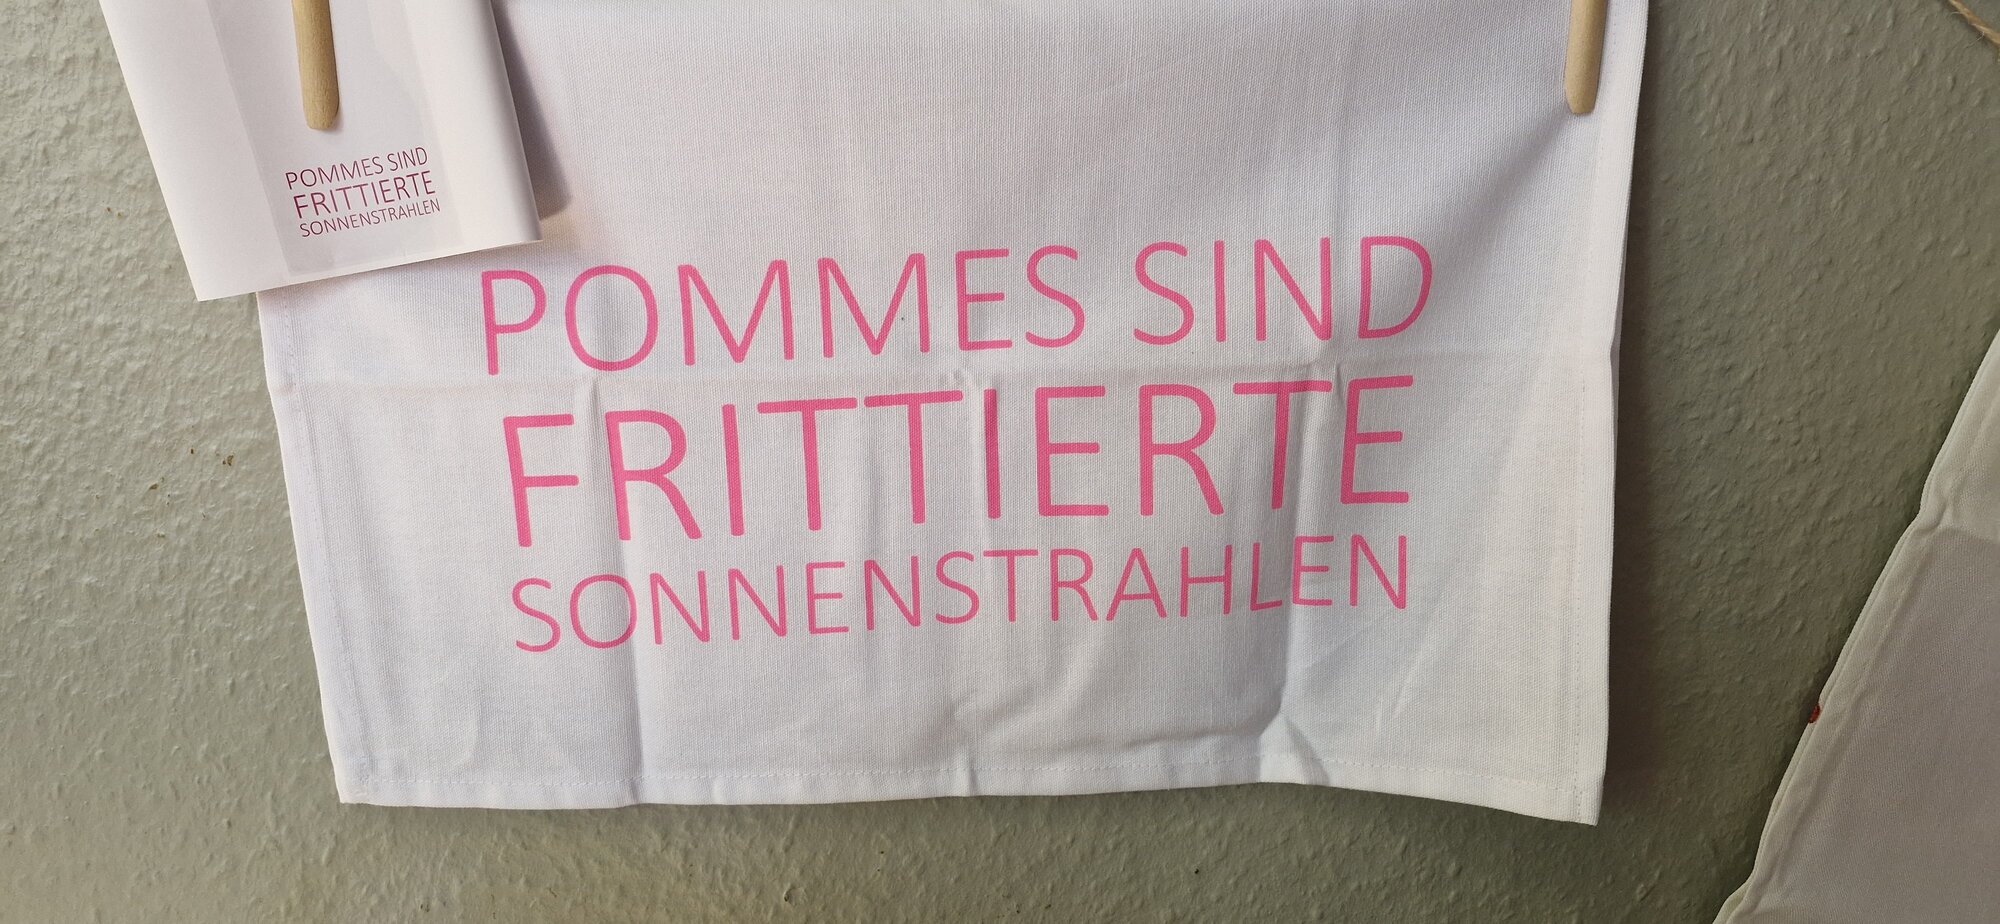 POMMES SIND
FRITTIERTE
SONNENSTRAHLEN
POMMES SIND
FRITTIERTE
SONNENSTRAHLEN